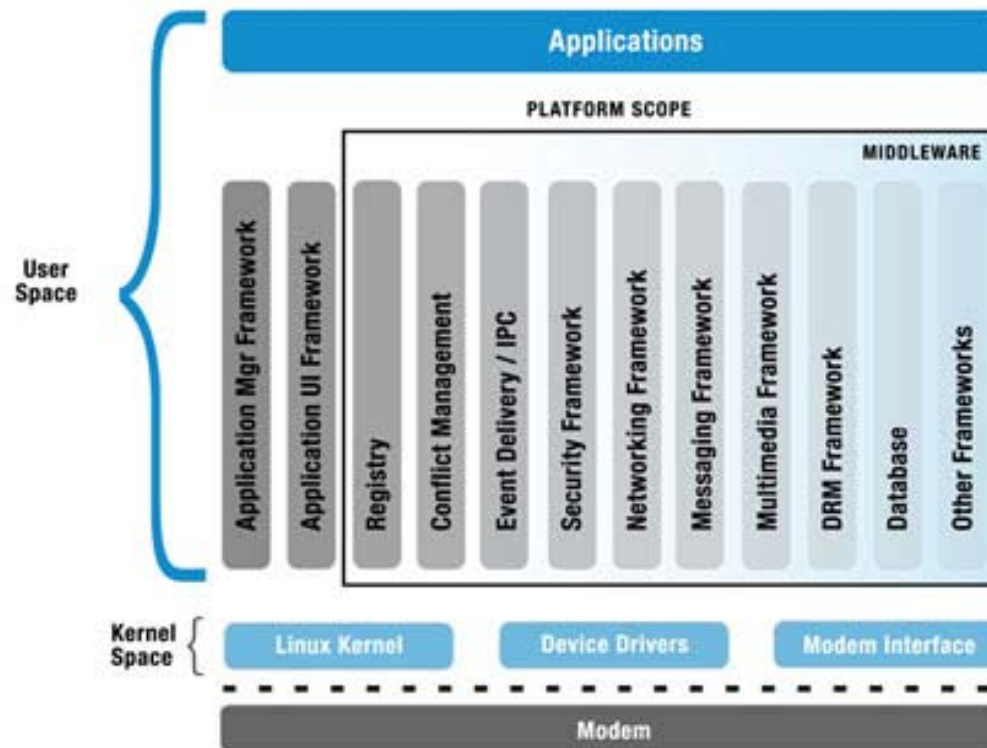 Applications
PLATFORM SCOPE
MIDDLEWARE
User
Space
Application Mgr Framework
Application UI Framework
Registry
Conflict Management
Event Delivery / IPC
Security Framework
Networking Framework
Messaging Framework
Multimedia Framework
DRM Framework
Database
Other Frameworks
Kernel
Space
Linux Kernel
Device Drivers
Modem Interface
Modem